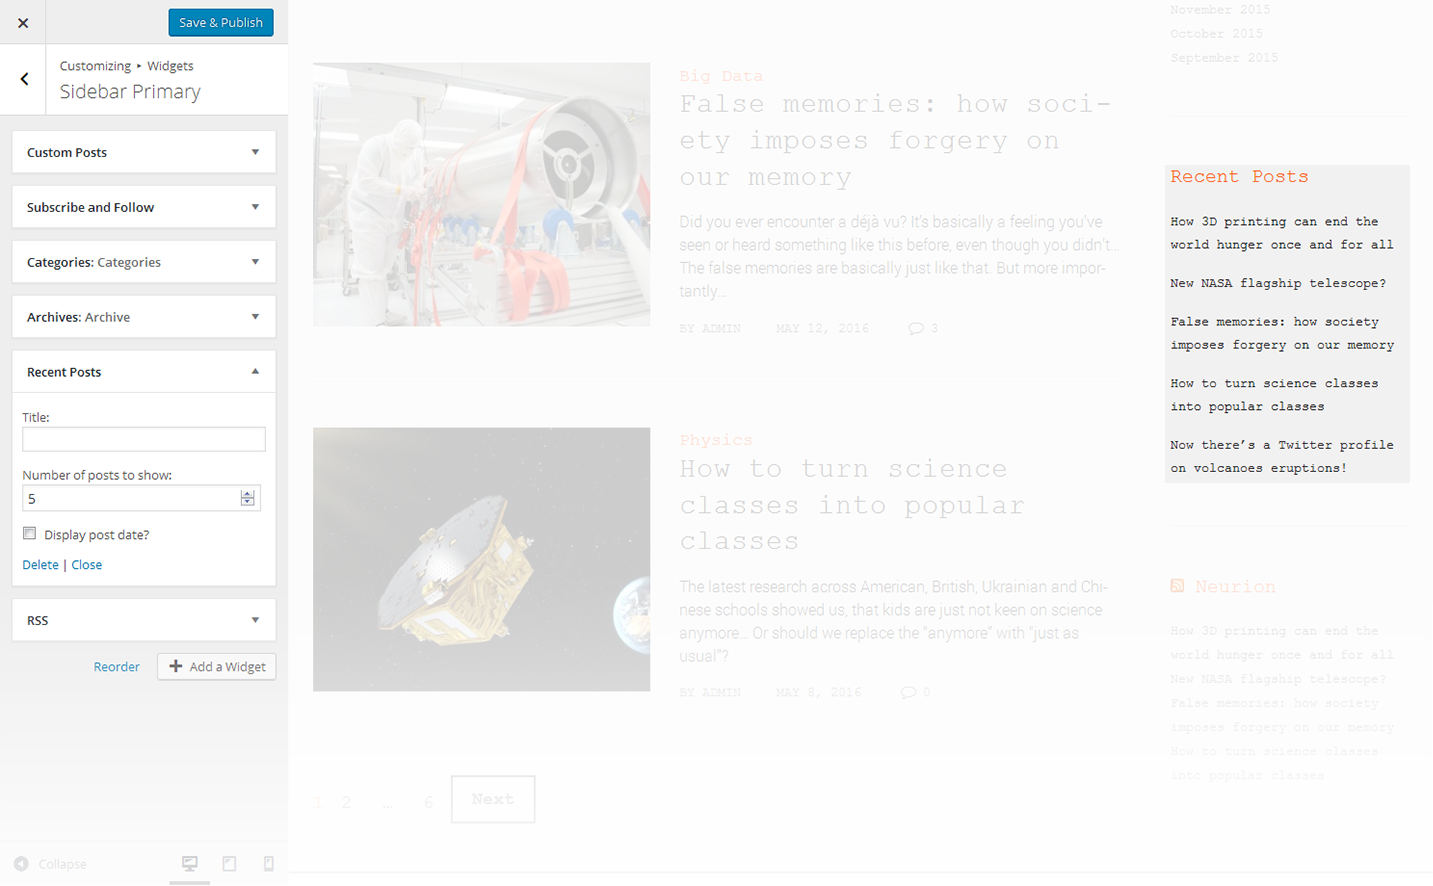 Save & Publish
Customizing ▸ Widgets
Sidebar Primary
Custom Posts
Subscribe and Follow
Categories: Categories
Archives: Archive
Recent Posts
Title:
Number of posts to show:
5
Display post date?
Delete | Close
RSS
Reorder
Add a Widget
Collapse
Big Data
False memories: how soci-
ety imposes forgery on
our memory
Did you ever encounter a déjà vu? It's basically a feeling you've
seen or heard something like this before, even though you didn't...
The false memories are basically just like that. But more impor-
tantly...
BY ADMIN MAY 12, 2016 3
Physics
How to turn science
classes into popular
classes
The latest research across American, British, Ukrainian and Chi-
nese schools showed us, that kids are just not keen on science
anymore... Or should we replace the "anymore" with "just as
usual"?
BY ADMIN MAY 8, 2016 0
1 2 … 6 Next
November 2015
October 2015
September 2015
Recent Posts
How 3D printing can end the
world hunger once and for all
New NASA flagship telescope?
False memories: how society
imposes forgery on our memory
How to turn science classes
into popular classes
Now there's a Twitter profile
on volcanoes eruptions!
Neurion
How 3D printing can end the
world hunger once and for all
New NASA flagship telescope?
False memories: how society
imposes forgery on our memory
How to turn science classes
into popular classes